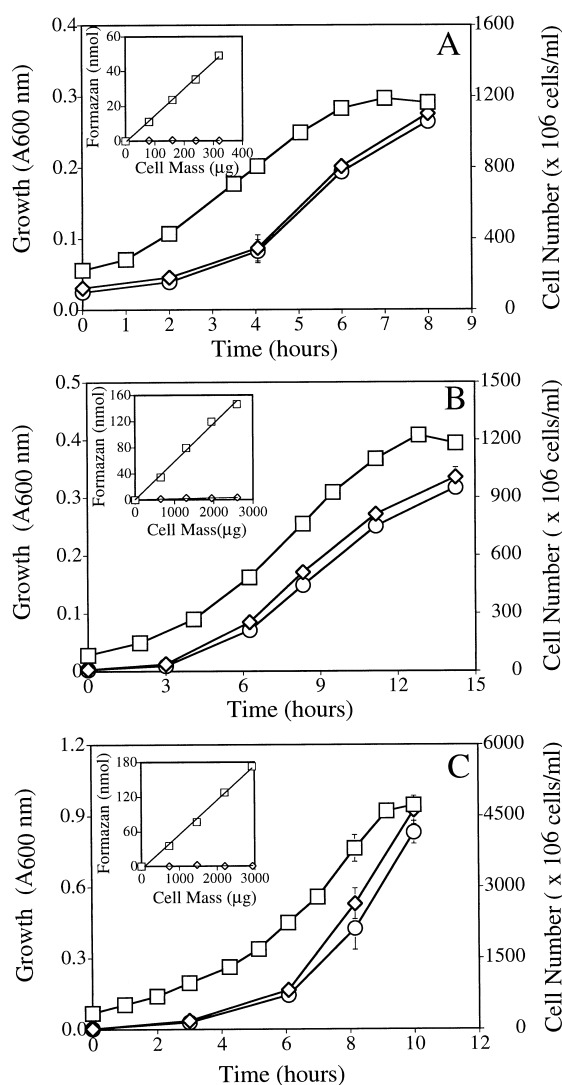 A
Growth (A600 nm)
0.4
0.3
0.2
0.1
0.0
Cell Number (x 106 cells/ml)
1600
1200
800
400
0
0 1 2 3 4 5 6 7 8 9
Time (hours)
Formazan (nmol)
60
40
20
0
0 100 200 300 400
Cell Mass (μg)
B
Growth (A600 nm)
0.5
0.4
0.3
0.2
0.1
0
Cell Number ( x 106 cells/ml)
1500
1200
900
600
300
0
0 3 6 9 12 15
Time (hours)
Formazan (nmol)
160
120
80
40
0
0 1000 2000 3000
Cell Mass(μg)
C
Growth (A600 nm)
1.2
0.9
0.6
0.3
0.0
Cell Number ( x 106 cells/ml)
6000
4500
3000
1500
0
0 2 4 6 8 10 12
Time (hours)
Formazan (nmol)
180
120
60
0
0 1000 2000 3000
Cell Mass (μg)